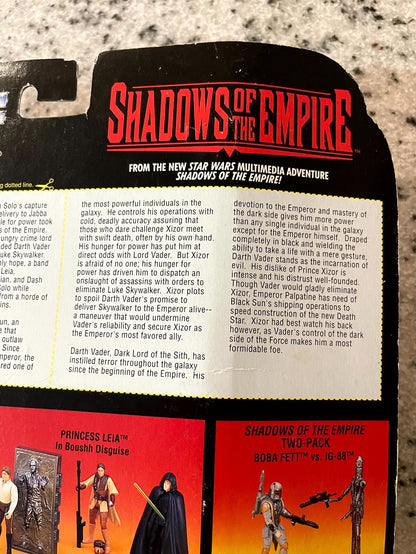 SHADOWS OF
THE EMPIRE™
FROM THE NEW STAR WARS MULTIMEDIA ADVENTURE
SHADOWS OF THE EMPIRE!
g dotted line.
Solo's capture
elivery to Jabba
le for power took
s of the Empire.
ungry crime lord
ded Darth Vader
Luke Skywalker.
ly hope, a band
Leia,
ian, and Dash
Solo while
from a horde of
ins.
un, an
outlaw
Since
mperor, the
red one of
the most powerful individuals in the
galaxy. He controls his operations with
cold, deadly accuracy assuring that
those who dare challenge Xizor meet
with swift death, often by his own hand.
His hunger for power has put him at
direct odds with Lord Vader. But Xizor
is afraid of no one; his hunger for
power has driven him to dispatch an
onslaught of assassins with orders to
eliminate Luke Skywalker. Xizor plots
to spoil Darth Vader's promise to
deliver Skywalker to the Emperor alive--
a maneuver that would undermine
Vader's reliability and secure Xizor as
the Emperor's most favored ally.
Darth Vader, Dark Lord of the Sith, has
instilled terror throughout the galaxy
since the beginning of the Empire. His
devotion to the Emperor and mastery of
the dark side gives him more power
than any single individual in the galaxy
except for the Emperor himself. Draped
completely in black and wielding the
ability to take a life with a mere gesture,
Darth Vader stands as the incarnation of
evil. His dislike of Prince Xizor is
intense and his distrust well-founded.
Though Vader would gladly eliminate
Xizor, Emperor Palpatine has need of
Black Sun's shipping operations to
speed construction of the new Death
Star. Xizor had best watch his back
however, as Vader's control of the dark
side of the Force makes him a most
formidable foe.
PRINCESS LEIA™
In Boushh Disguise
SHADOWS OF THE EMPIRE
TWO-PACK
BOBA FETT™ vs. IG-88™